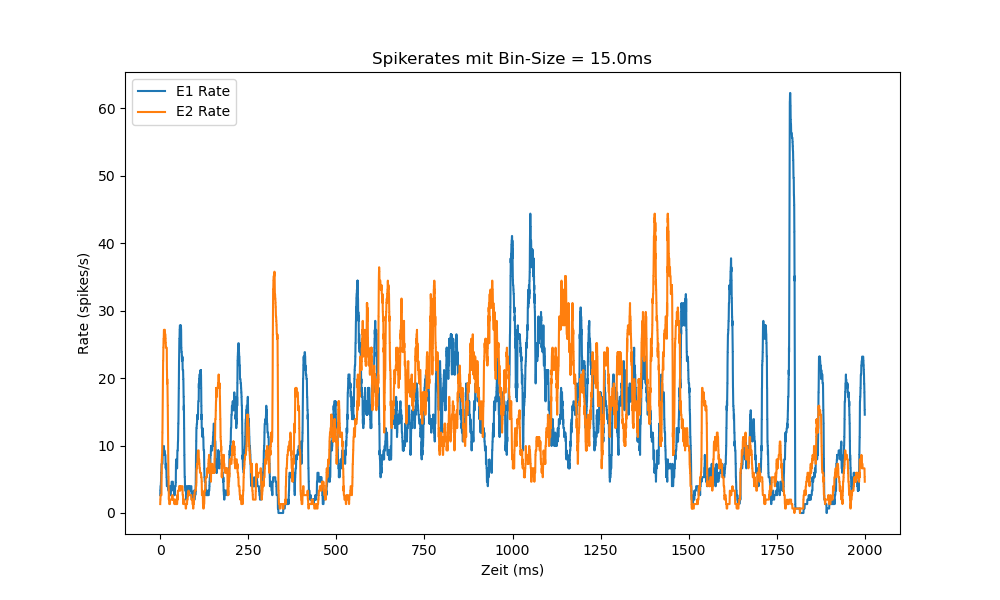 Spikerates mit Bin-Size = 15.0ms
E1 Rate
E2 Rate
60
50
40
30
20
10
0
Rate (spikes/s)
0 250 500 750 1000 1250 1500 1750 2000
Zeit (ms)